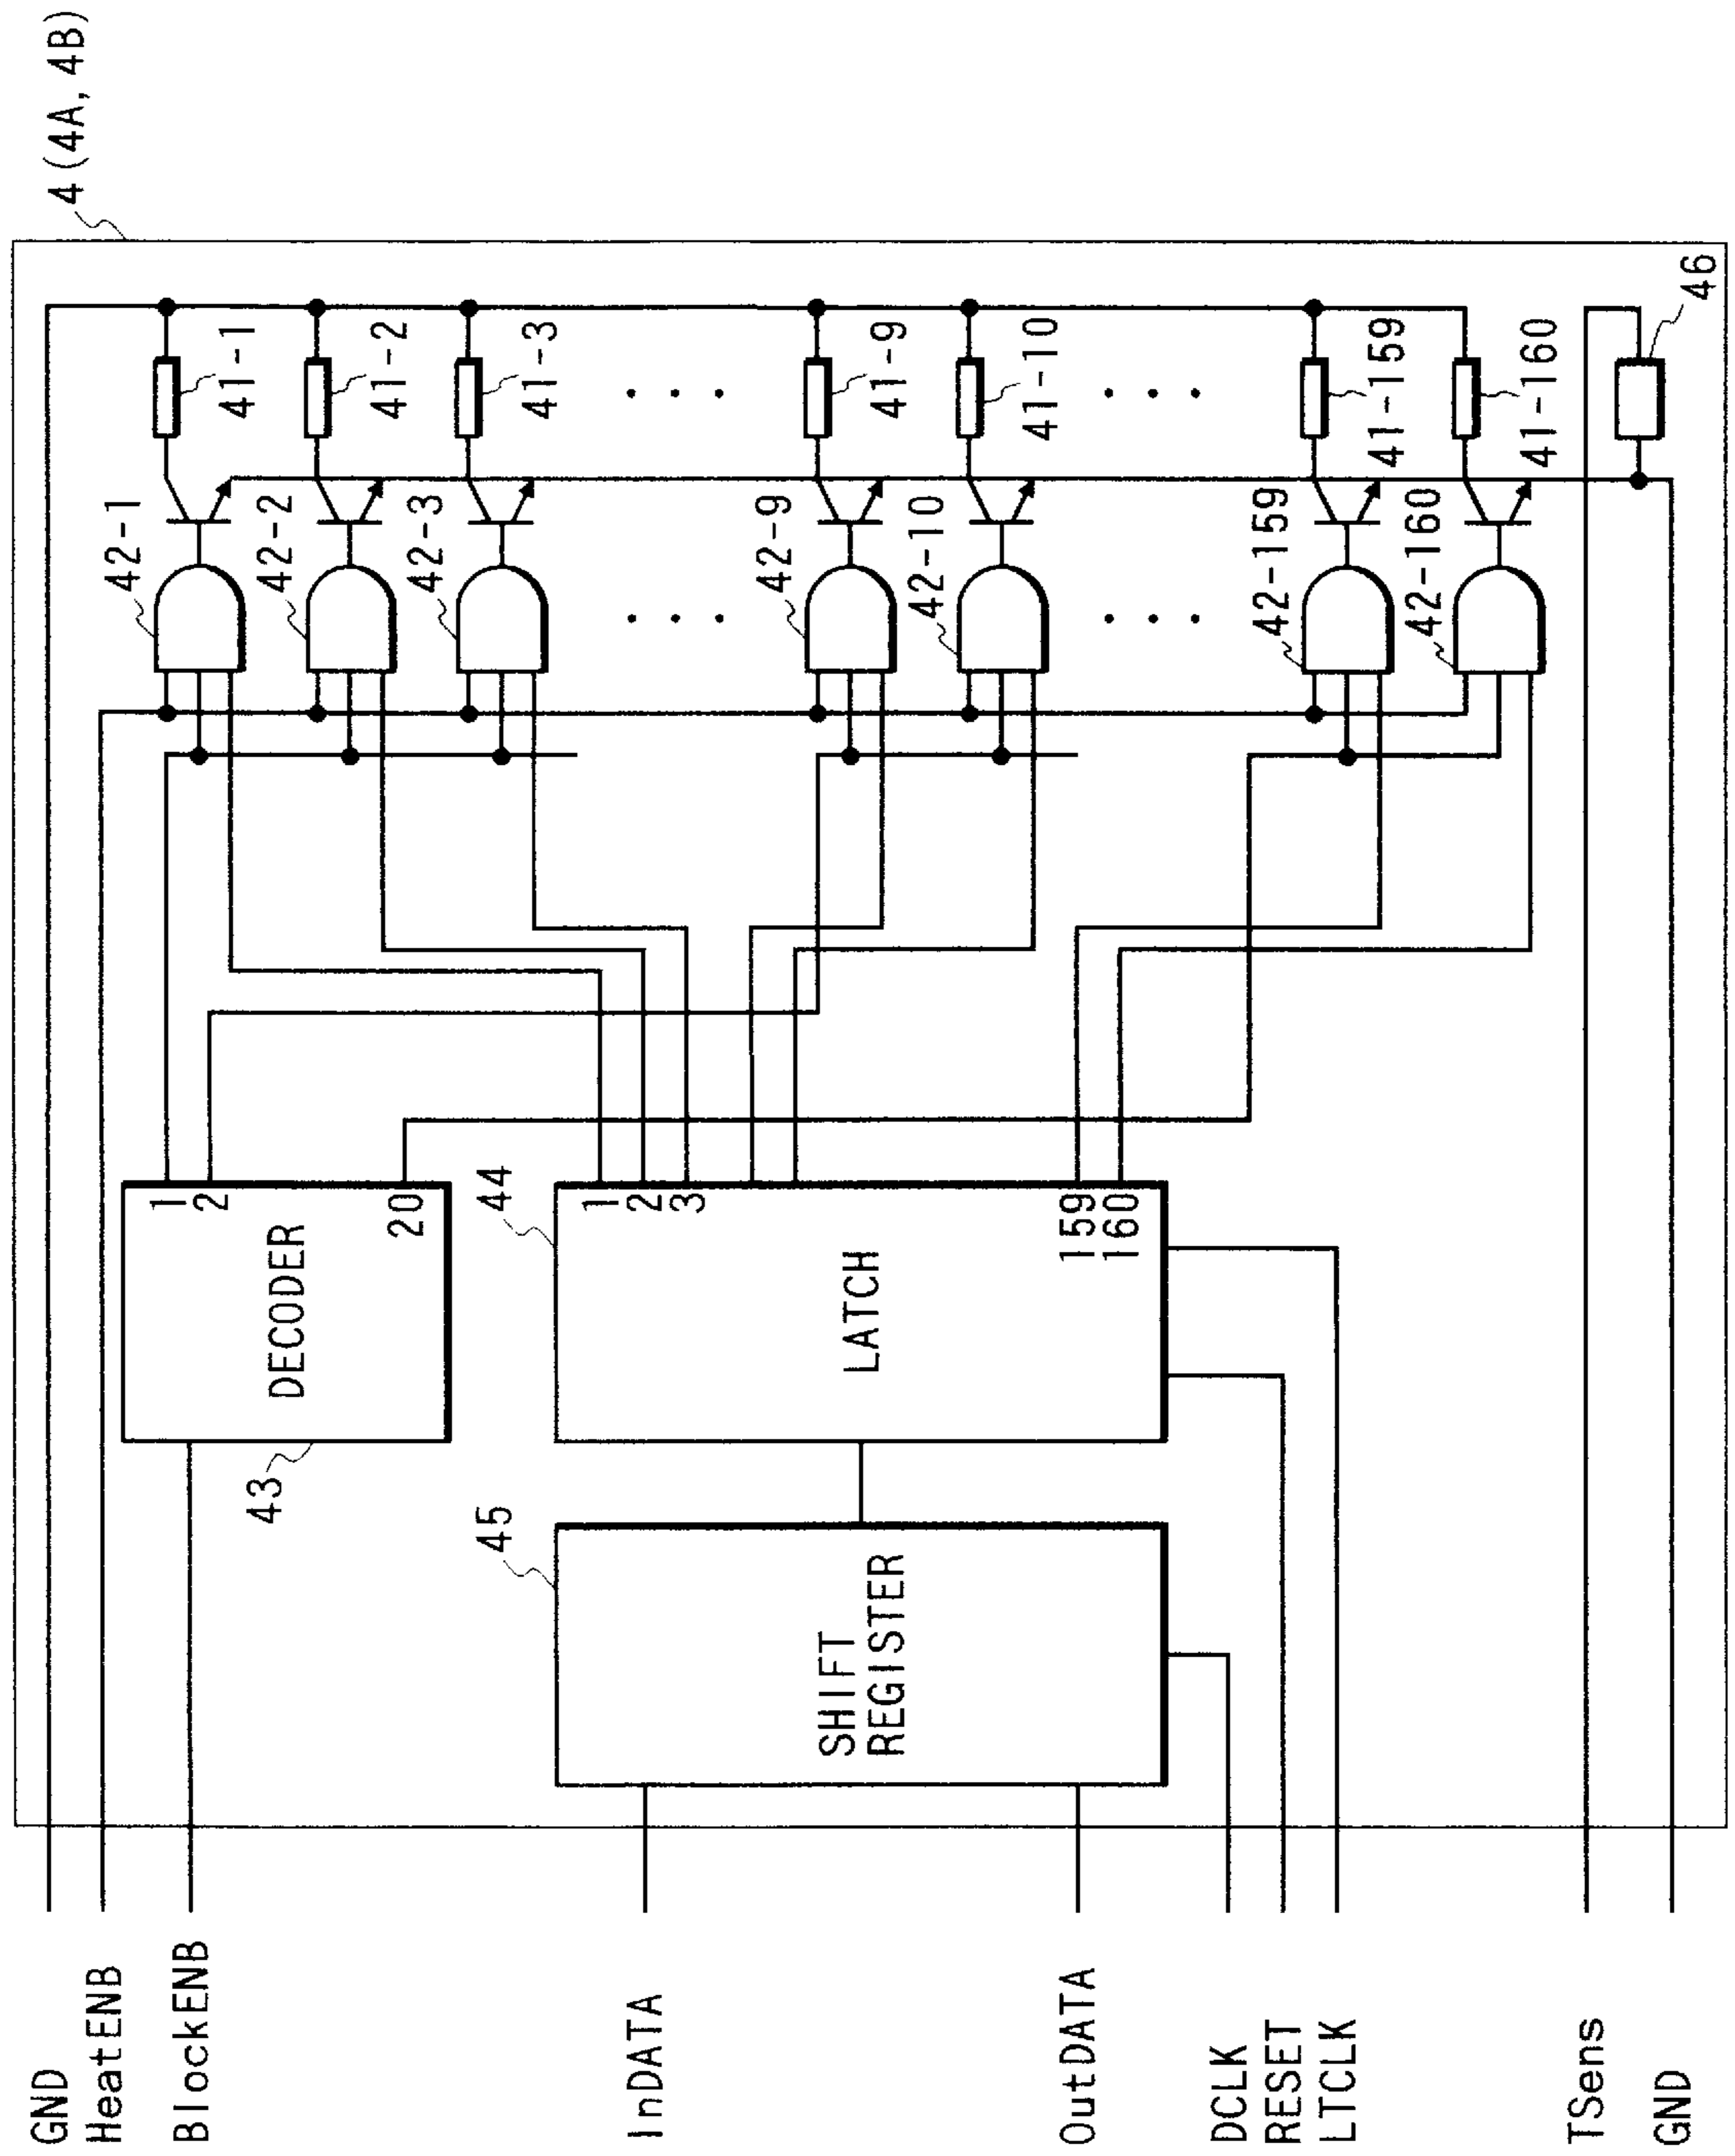 4 (4A, 4B)
GND
HeatENB
BlockENB
InDATA
OutDATA
DCLK
RESET
LTCLK
TSens
GND
43
DECODER
1
2
20
45
SHIFT
REGISTER
44
LATCH
1
2
3
159
160
42-1
42-2
42-3
42-9
42-10
42-159
42-160
41-1
41-2
41-3
41-9
41-10
41-159
41-160
46